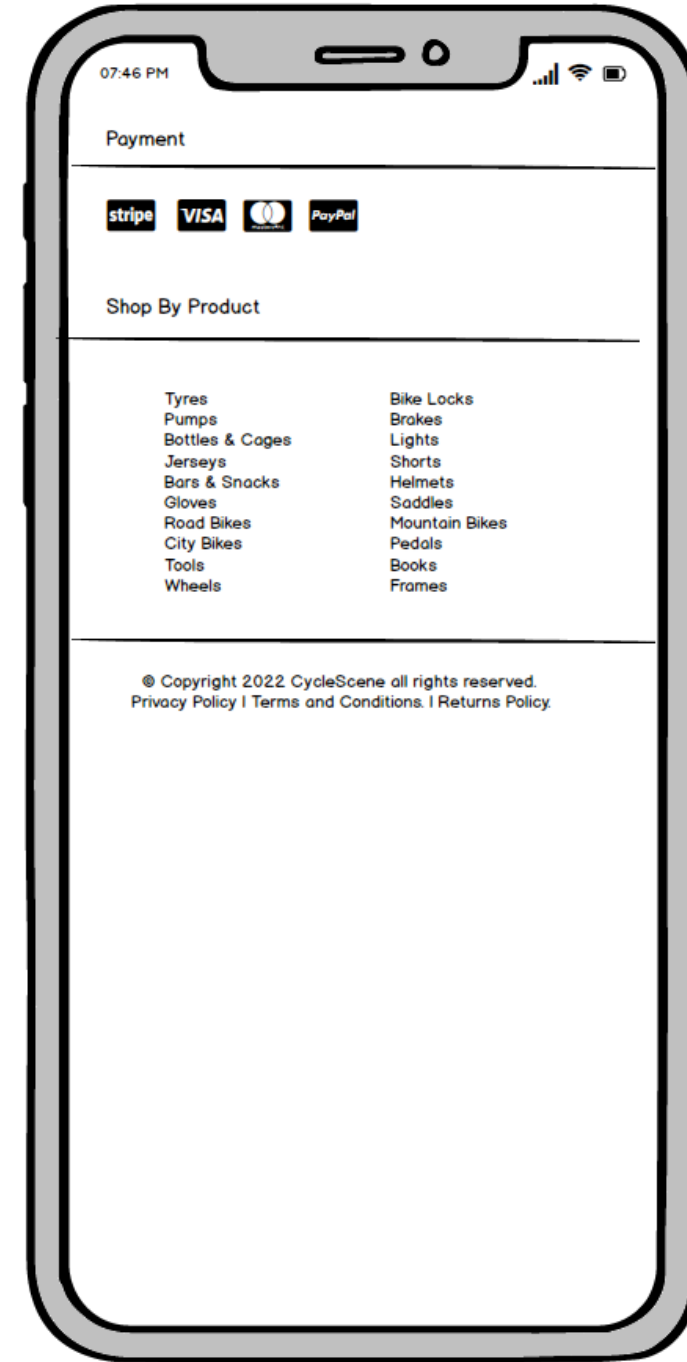 07:46 PM
Payment
stripe VISA mastercard PayPal
Shop By Product
Tyres
Pumps
Bottles & Cages
Jerseys
Bars & Snacks
Gloves
Road Bikes
City Bikes
Tools
Wheels
Bike Locks
Brakes
Lights
Shorts
Helmets
Saddles
Mountain Bikes
Pedals
Books
Frames
© Copyright 2022 CycleScene all rights reserved.
Privacy Policy | Terms and Conditions. | Returns Policy.